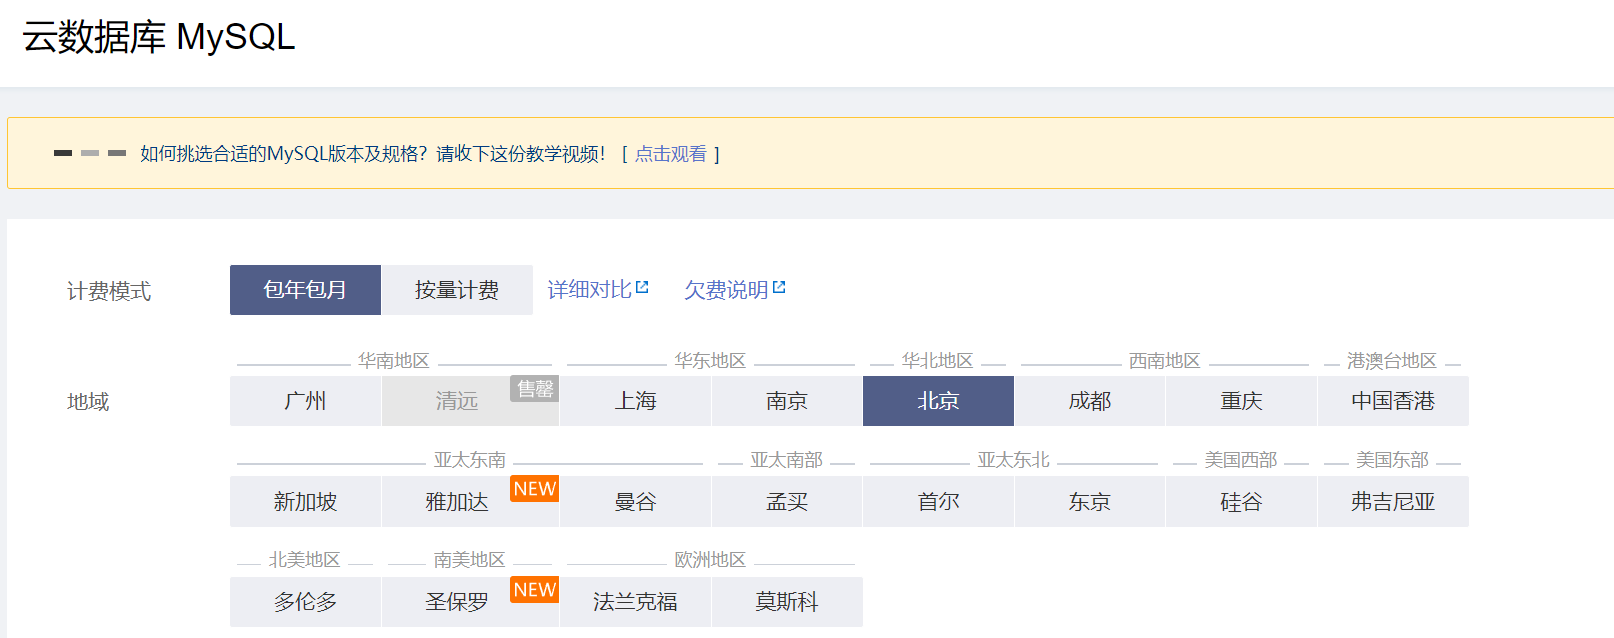 云数据库 MySQL
如何挑选合适的MySQL版本及规格？请收下这份教学视频！ [ 点击观看 ]
计费模式 包年包月 按量计费 详细对比 欠费说明
华南地区 华东地区 华北地区 西南地区 港澳台地区
地域 广州 清远 售罄 上海 南京 北京 成都 重庆 中国香港
亚太东南 亚太南部 亚太东北 美国西部 美国东部
新加坡 雅加达 NEW 曼谷 孟买 首尔 东京 硅谷 弗吉尼亚
北美地区 南美地区 欧洲地区
多伦多 圣保罗 NEW 法兰克福 莫斯科